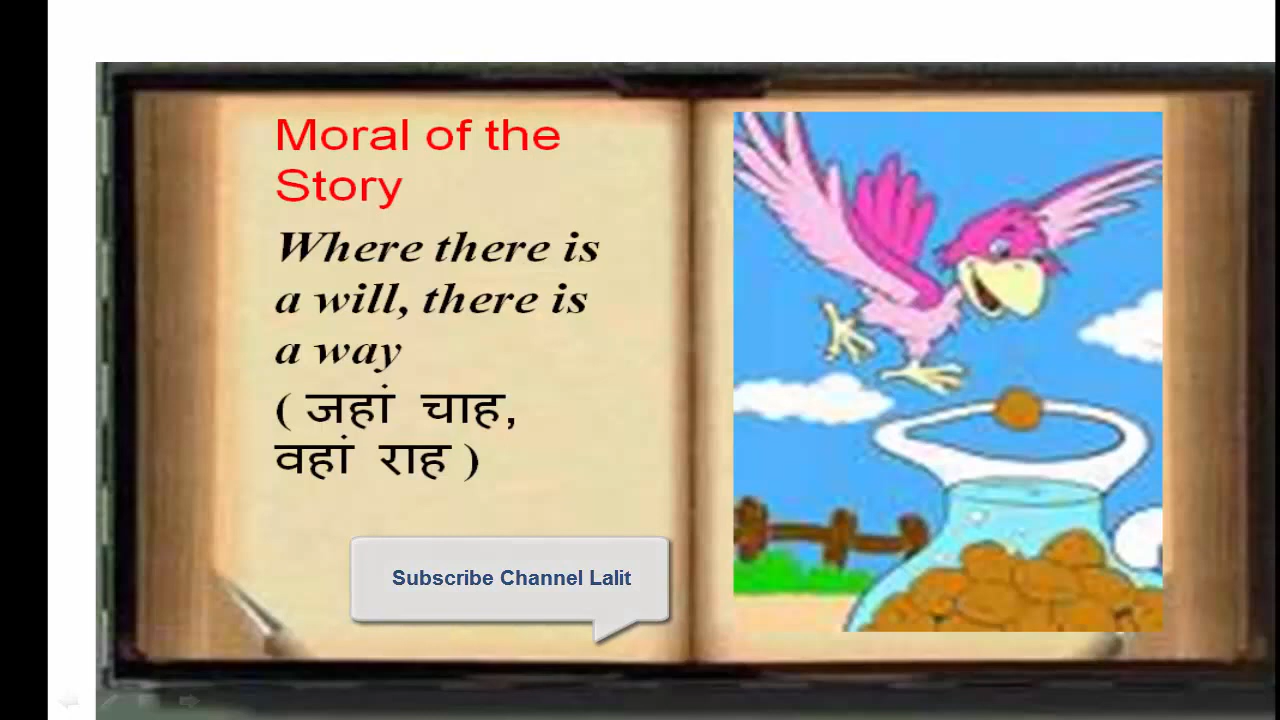 Moral of the
Story
Where there is
a will, there is
a way
( जहां चाह,
वहां राह )
Subscribe Channel Lalit